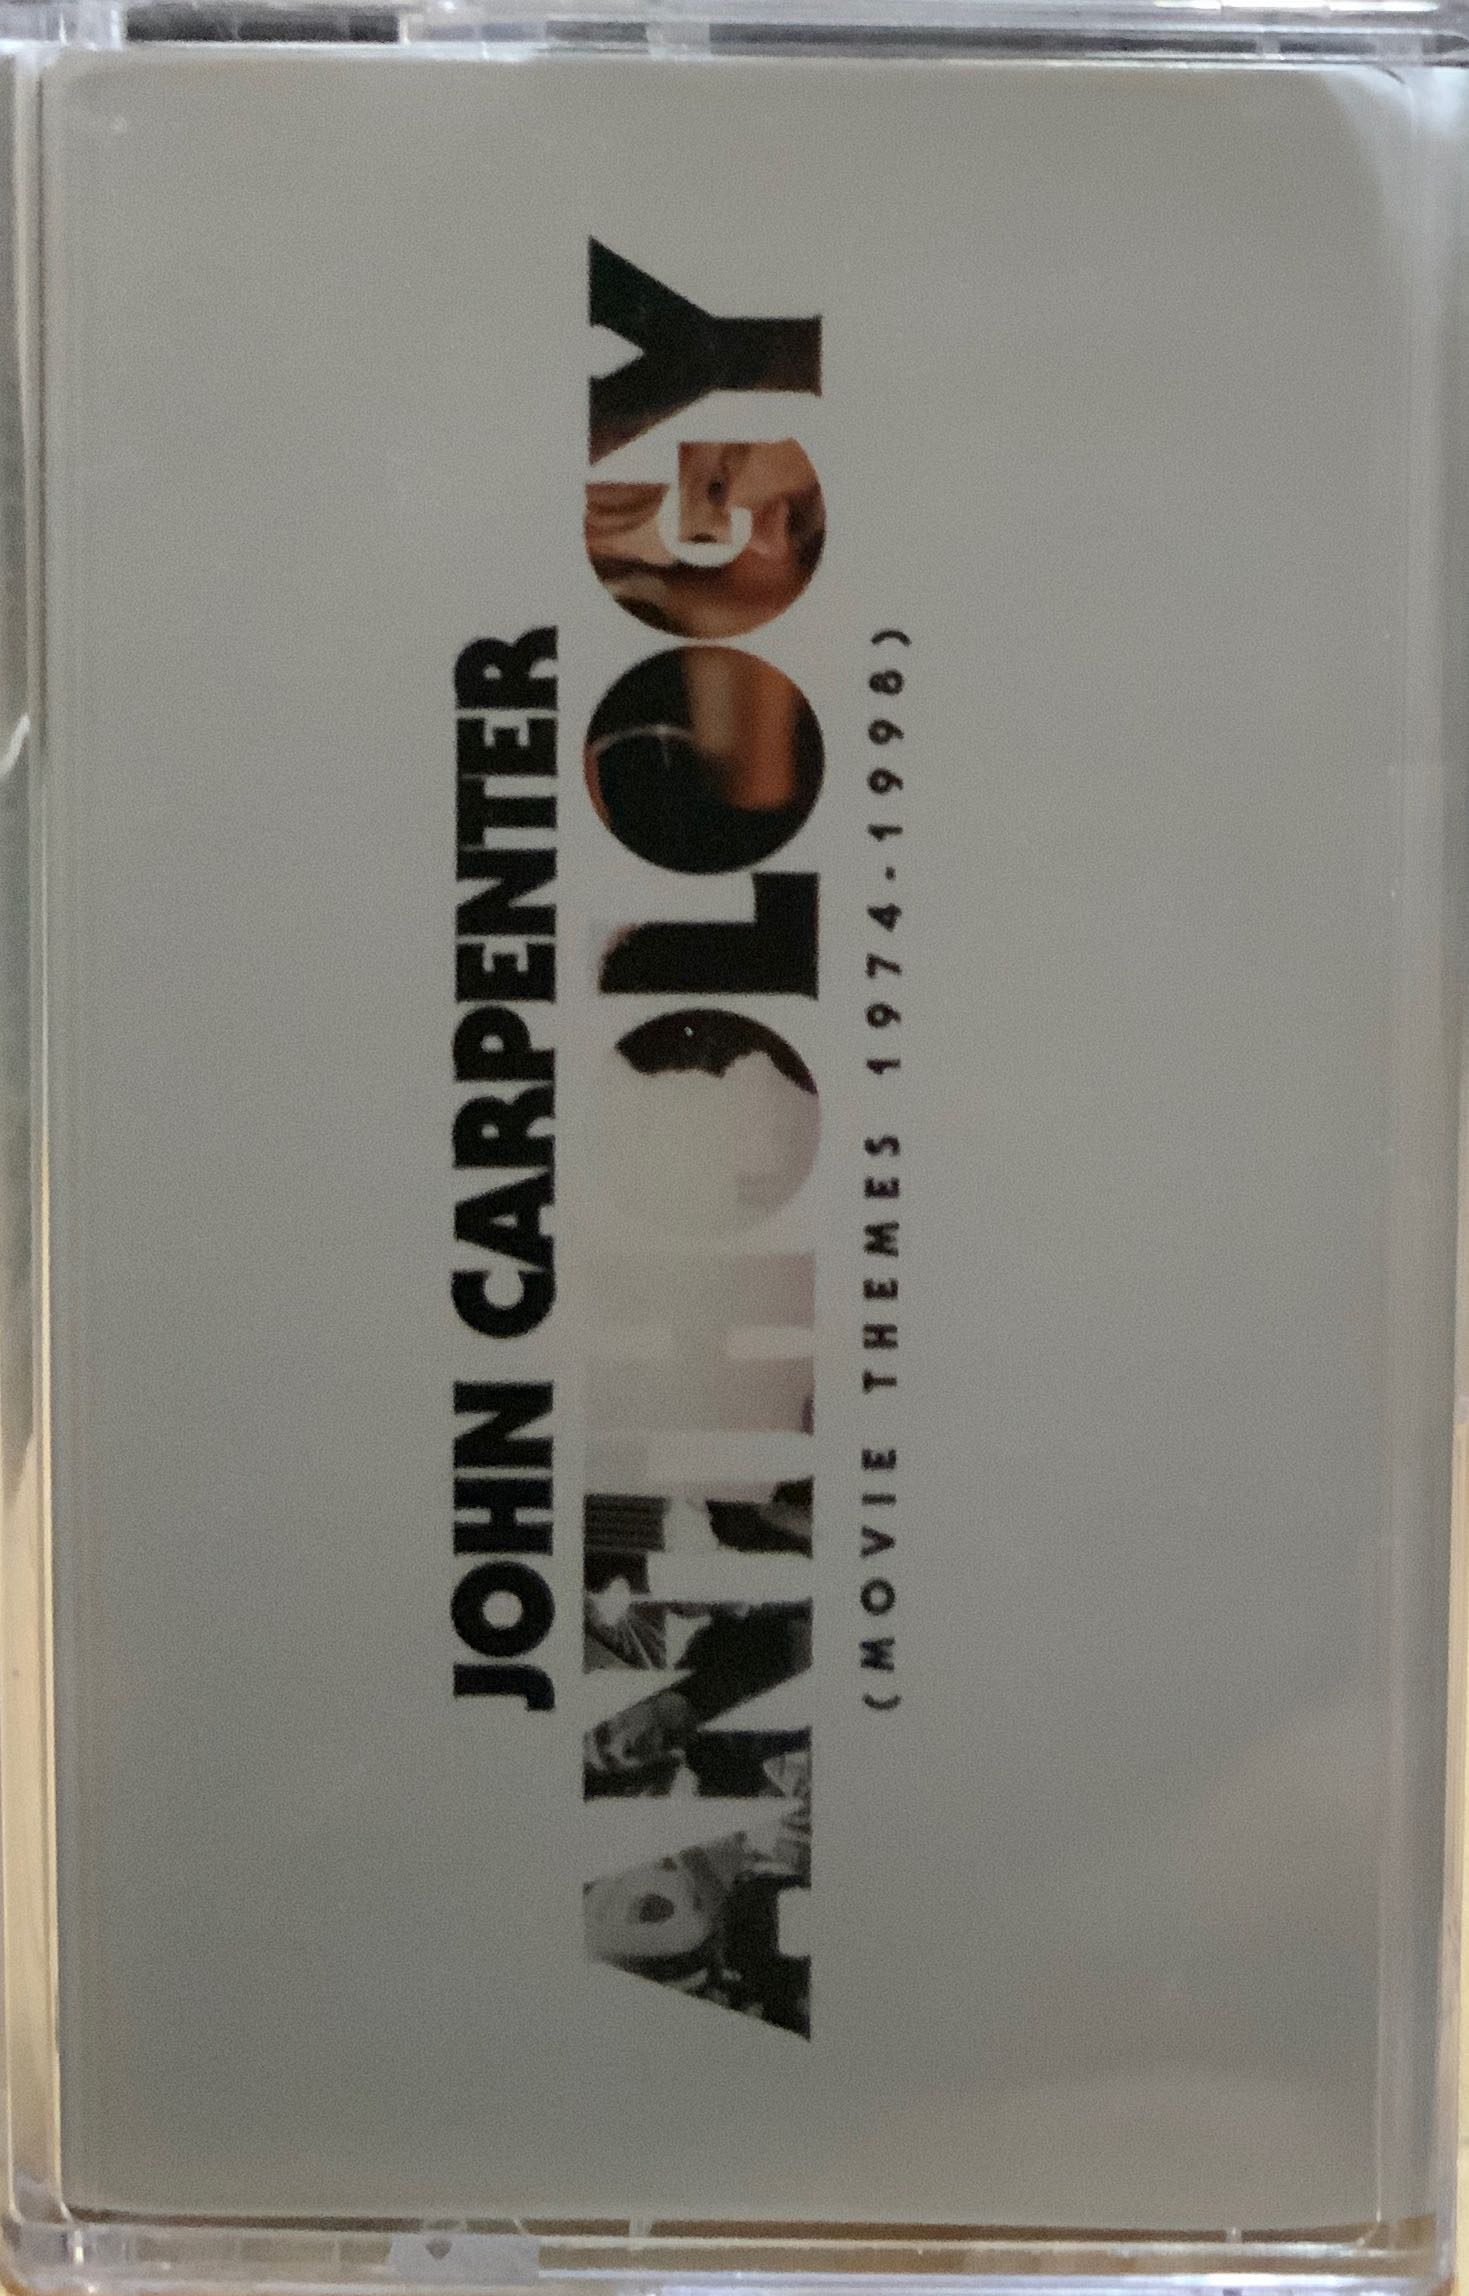 JOHN CARPENTER
ANTHOLOGY
(MOVIE THEMES 1974-1998)